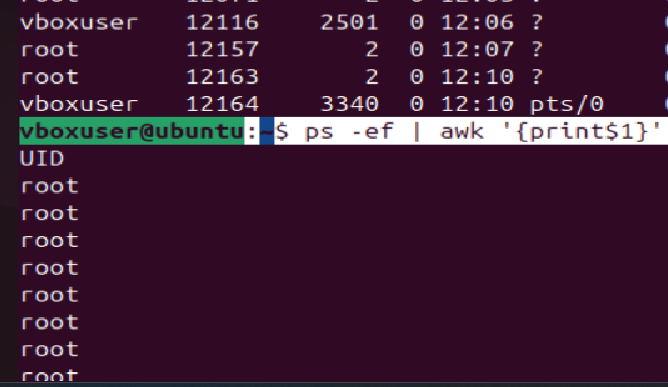 vboxuser 12116 2501 0 12:06 ?
root 12157 2 0 12:07 ?
root 12163 2 0 12:10 ?
vboxuser 12164 3340 0 12:10 pts/0
vboxuser@ubuntu:~$ ps -ef | awk '{print$1}'
UID
root
root
root
root
root
root
root
root